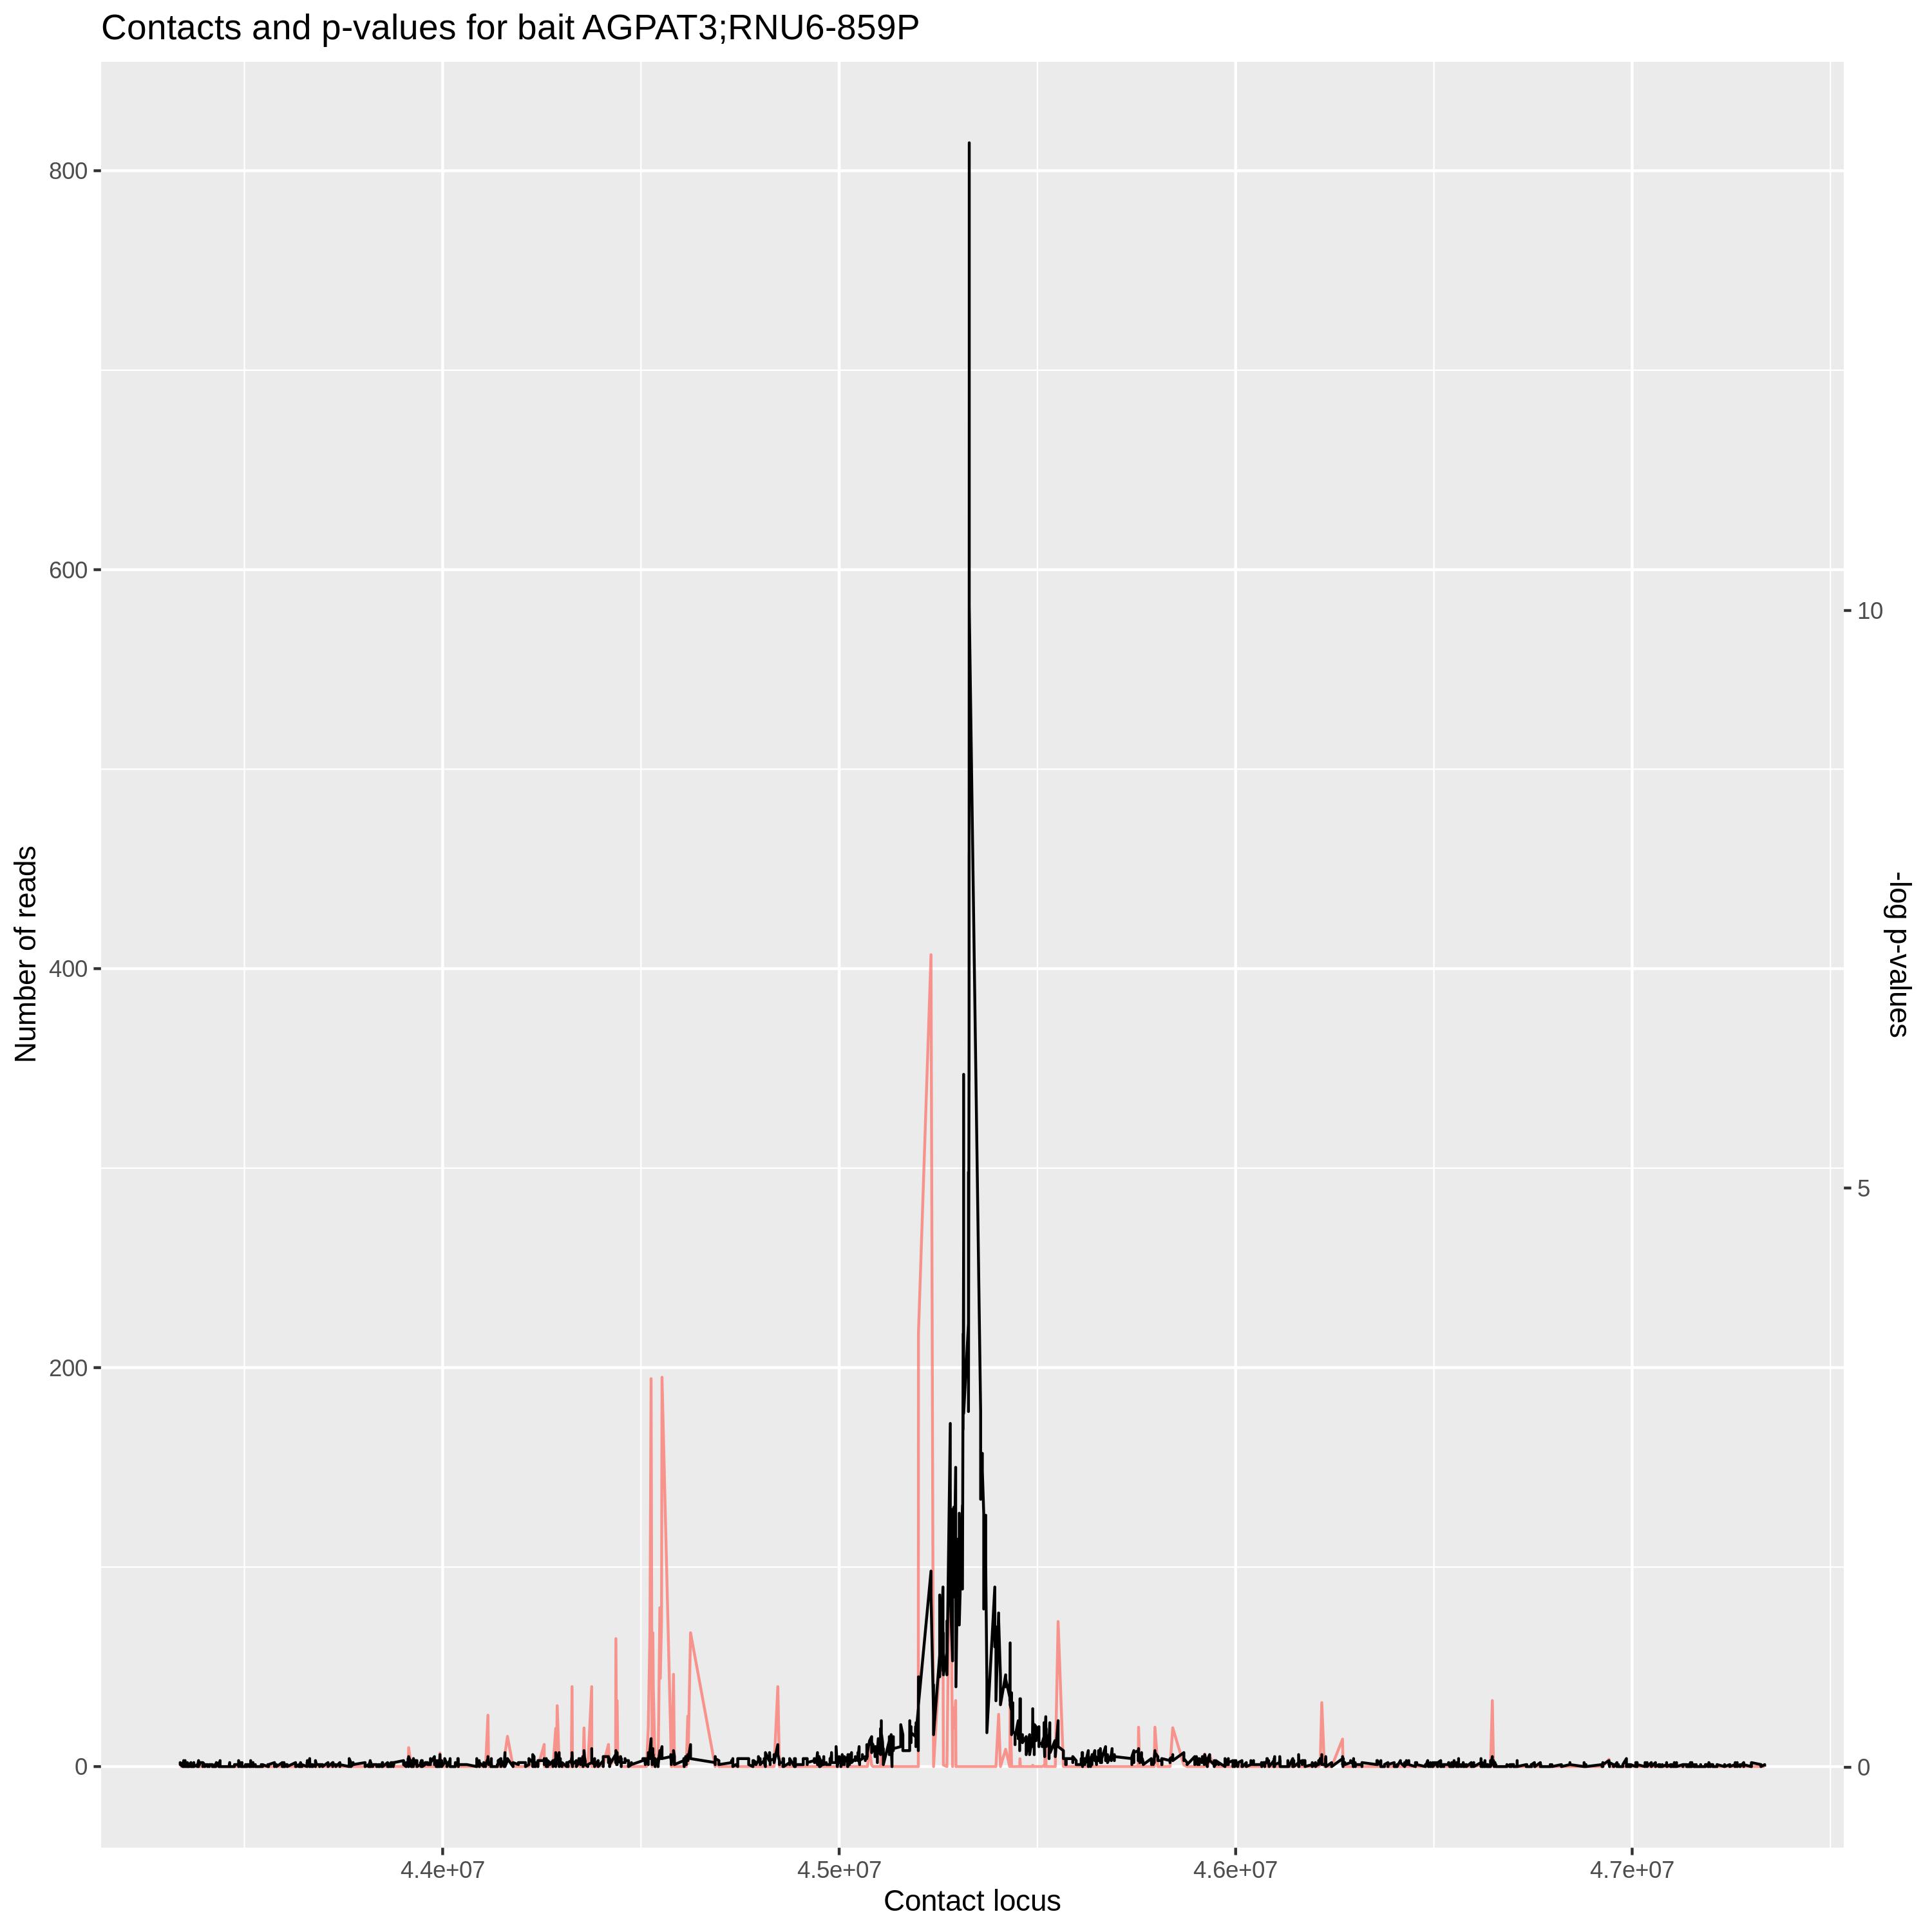 Contacts and p-values for bait AGPAT3;RNU6-859P
800
600
400
200
0
Number of reads
10
5
0
-log p-values
4.4e+07
4.5e+07
4.6e+07
4.7e+07
Contact locus